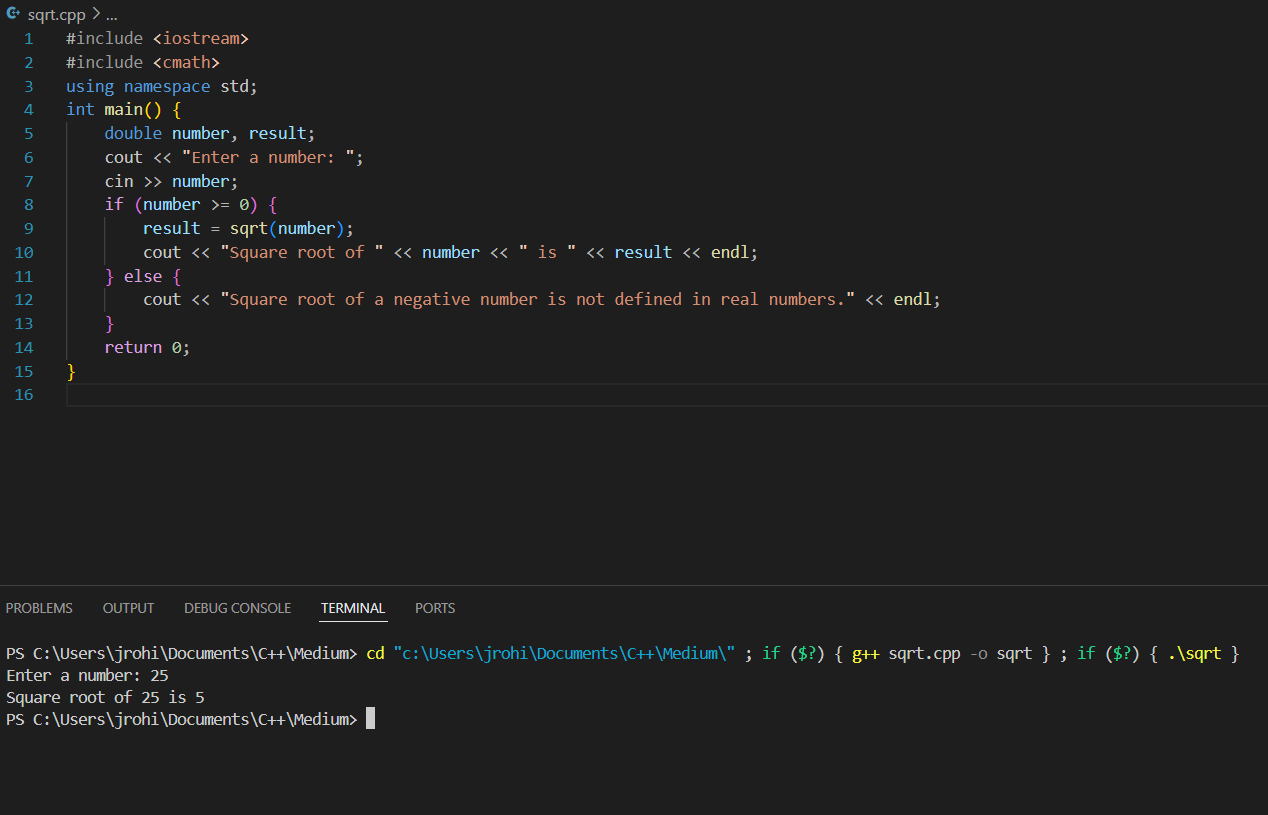 sqrt.cpp > ...
1 #include <iostream>
2 #include <cmath>
3 using namespace std;
4 int main() {
5     double number, result;
6     cout << "Enter a number: ";
7     cin >> number;
8     if (number >= 0) {
9         result = sqrt(number);
10         cout << "Square root of " << number << " is " << result << endl;
11     } else {
12         cout << "Square root of a negative number is not defined in real numbers." << endl;
13     }
14     return 0;
15 }
16
PROBLEMS OUTPUT DEBUG CONSOLE TERMINAL PORTS
PS C:\Users\jrohi\Documents\C++\Medium> cd "c:\Users\jrohi\Documents\C++\Medium\" ; if ($?) { g++ sqrt.cpp -o sqrt } ; if ($?) { .\sqrt }
Enter a number: 25
Square root of 25 is 5
PS C:\Users\jrohi\Documents\C++\Medium>